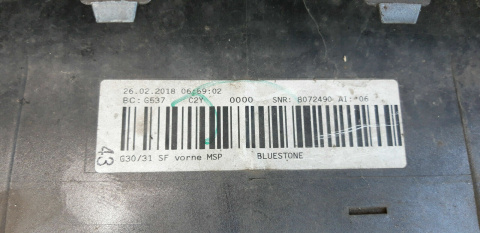 26.02.2018 06:59:02
BC: G537 C2Y 0000 SNR: 8072490 AI:*06
43
G30/31 SF vorne MSP BLUESTONE